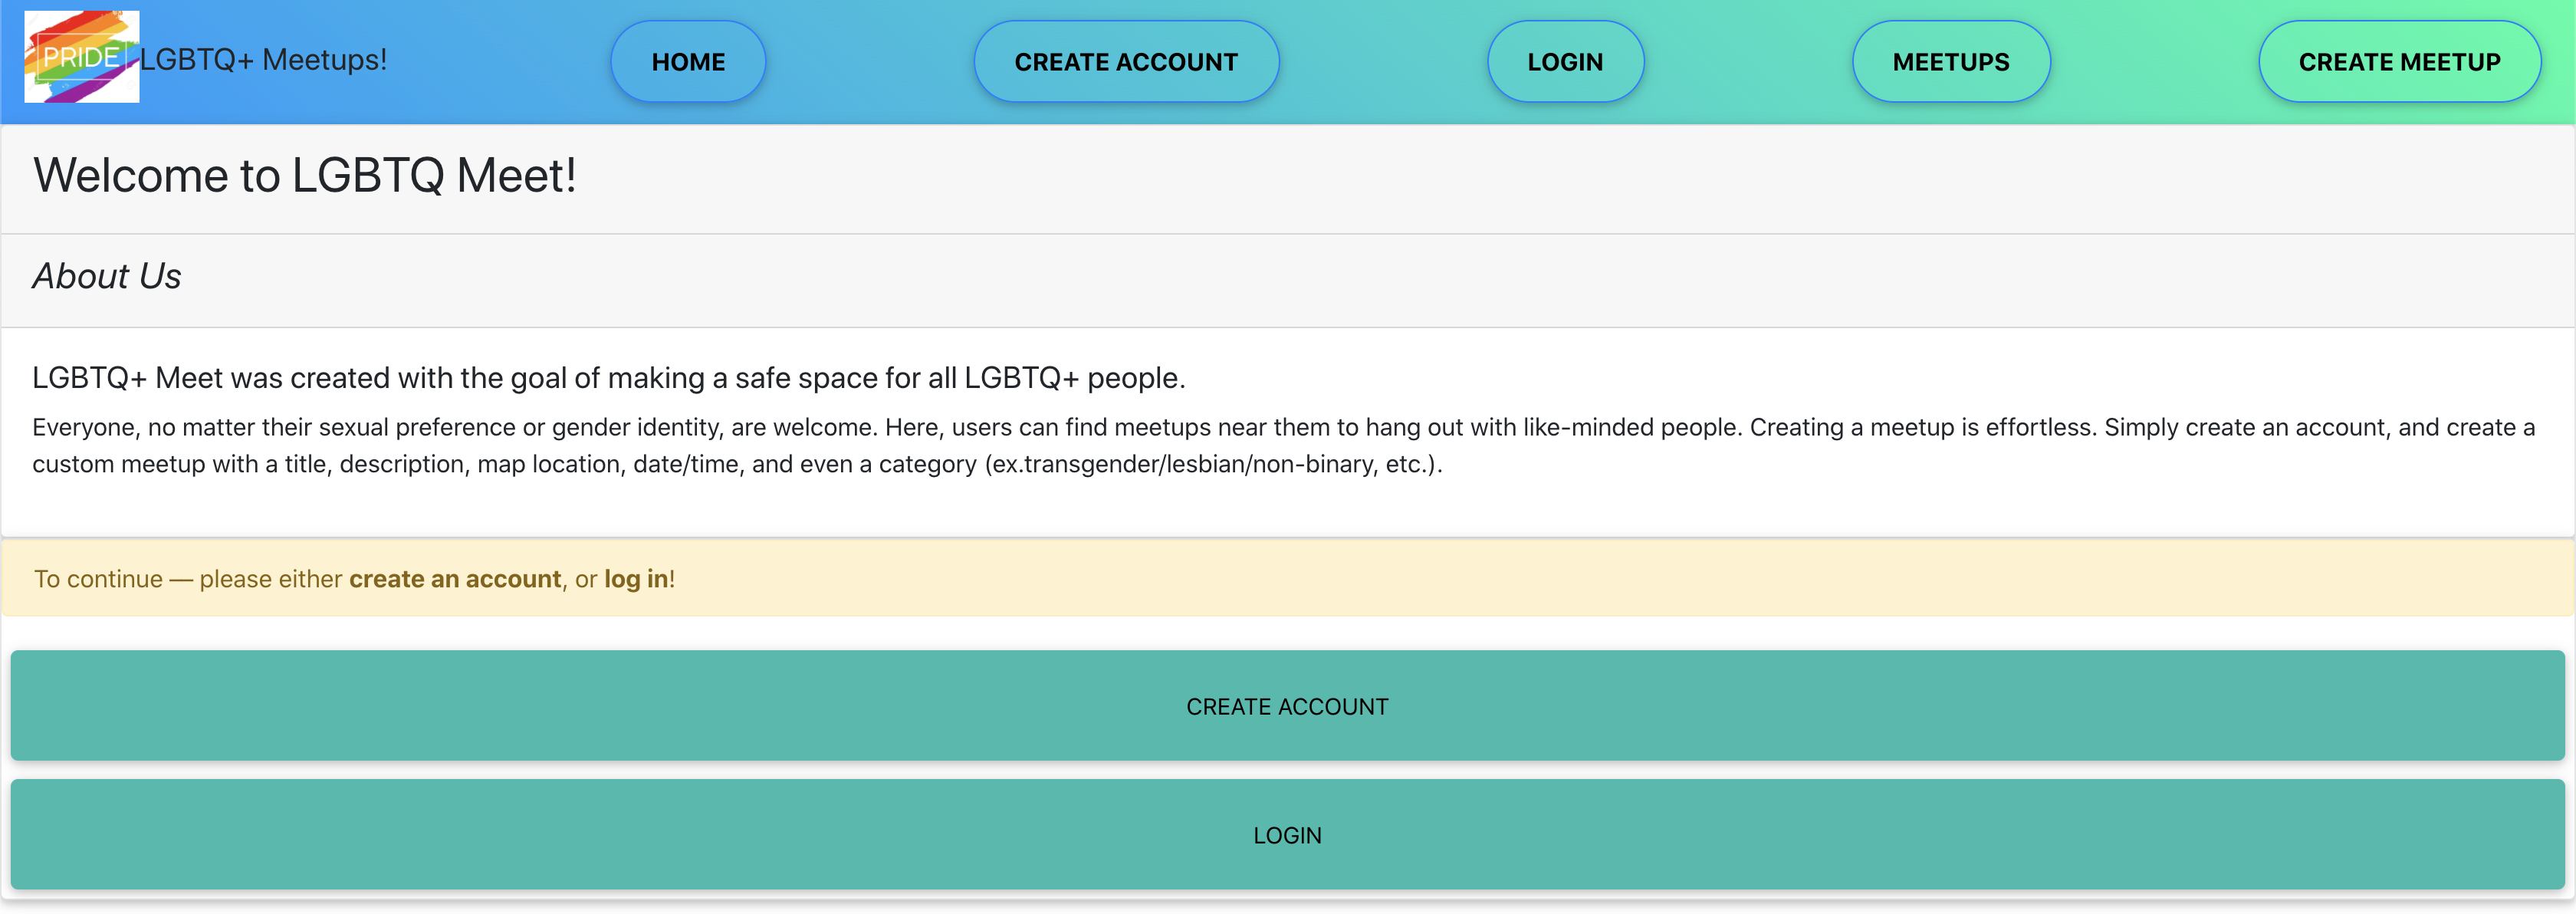 PRIDE
LGBTQ+ Meetups!
HOME
CREATE ACCOUNT
LOGIN
MEETUPS
CREATE MEETUP
Welcome to LGBTQ Meet!
About Us
LGBTQ+ Meet was created with the goal of making a safe space for all LGBTQ+ people.
Everyone, no matter their sexual preference or gender identity, are welcome. Here, users can find meetups near them to hang out with like-minded people. Creating a meetup is effortless. Simply create an account, and create a
custom meetup with a title, description, map location, date/time, and even a category (ex.transgender/lesbian/non-binary, etc.).
To continue — please either create an account, or log in!
CREATE ACCOUNT
LOGIN